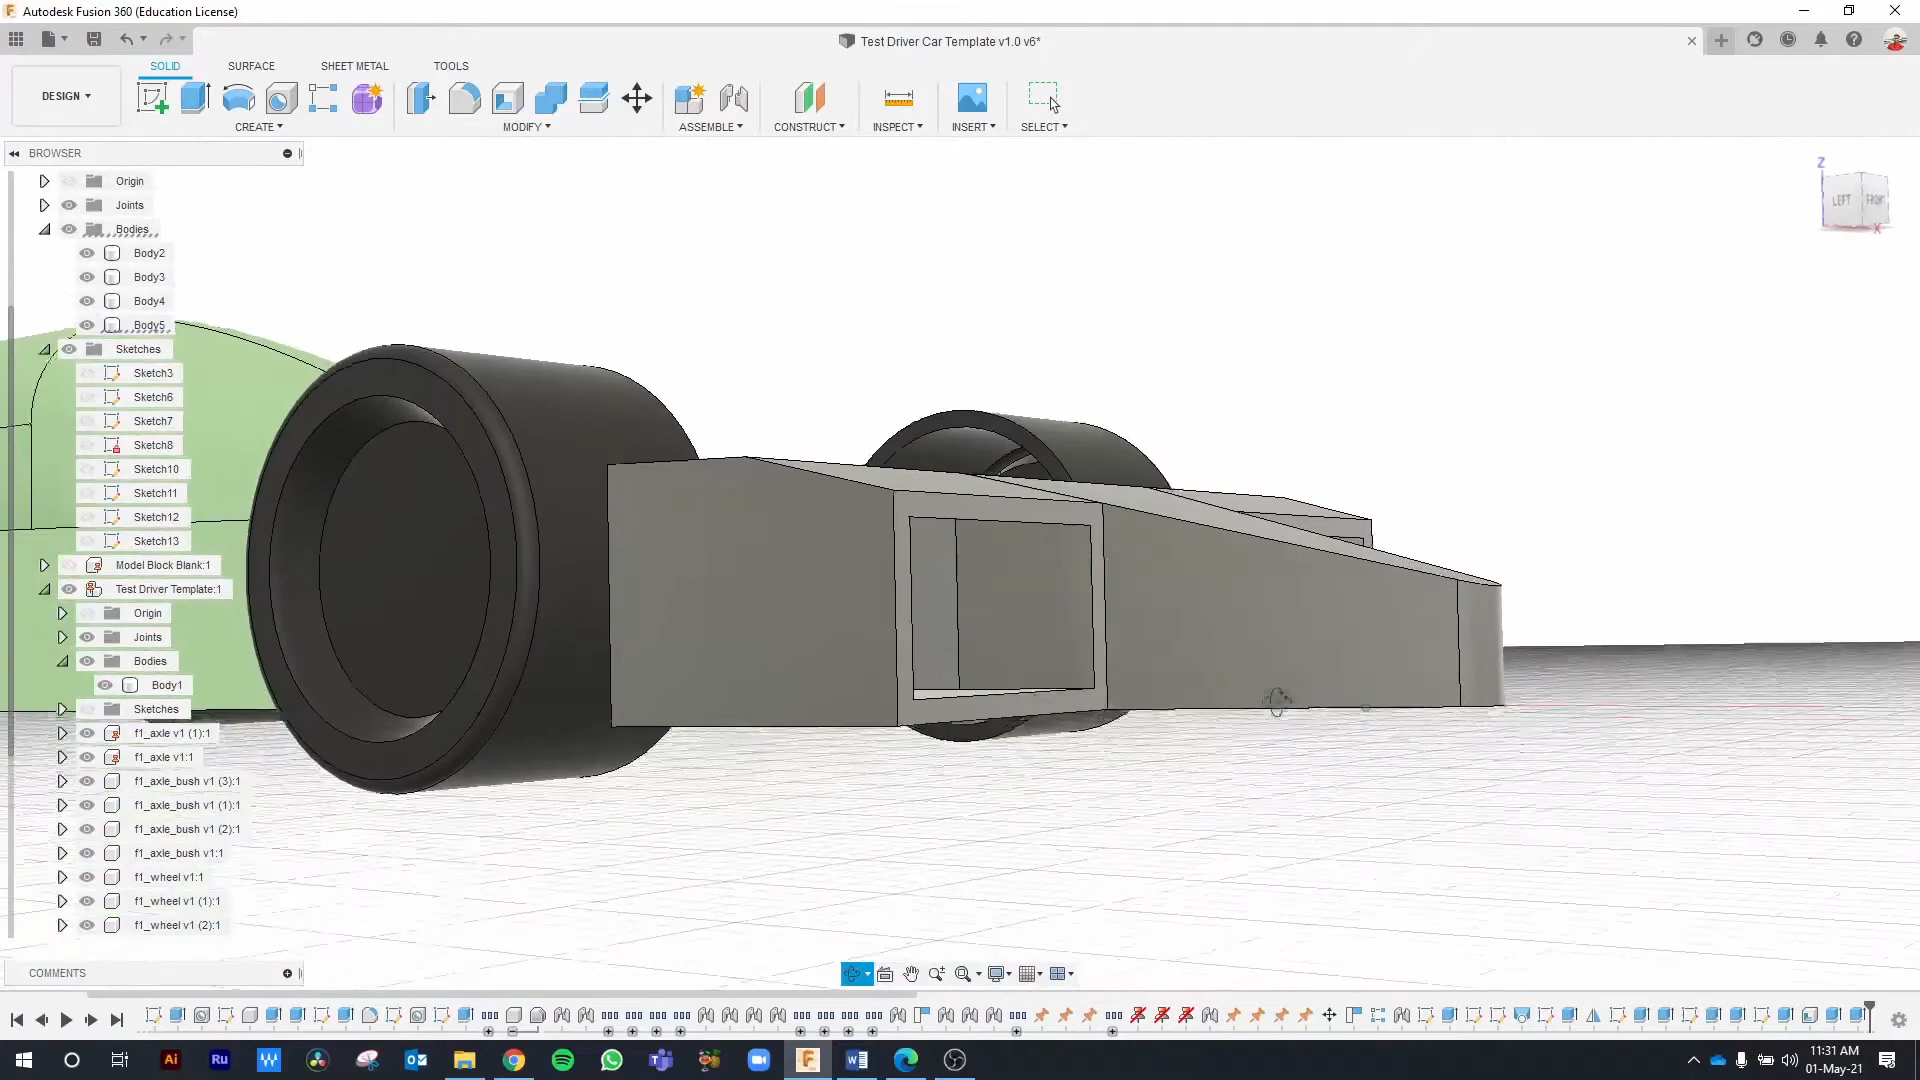 Autodesk Fusion 360 (Education License)
Test Driver Car Template v1.0 v6*
SOLID SURFACE SHEET METAL TOOLS
DESIGN
CREATE MODIFY ASSEMBLE CONSTRUCT INSPECT INSERT SELECT
BROWSER
Origin
Joints
Bodies
Body2
Body3
Body4
Body5
Sketches
Sketch3
Sketch6
Sketch7
Sketch8
Sketch10
Sketch11
Sketch12
Sketch13
Model Block Blank:1
Test Driver Template:1
Origin
Joints
Bodies
Body1
Sketches
f1_axle v1 (1):1
f1_axle v1:1
f1_axle_bush v1 (3):1
f1_axle_bush v1 (1):1
f1_axle_bush v1 (2):1
f1_axle_bush v1:1
f1_wheel v1:1
f1_wheel v1 (1):1
f1_wheel v1 (2):1
Z
LEFT FRONT
X
COMMENTS
Ai Ru
11:31 AM
01-May-21